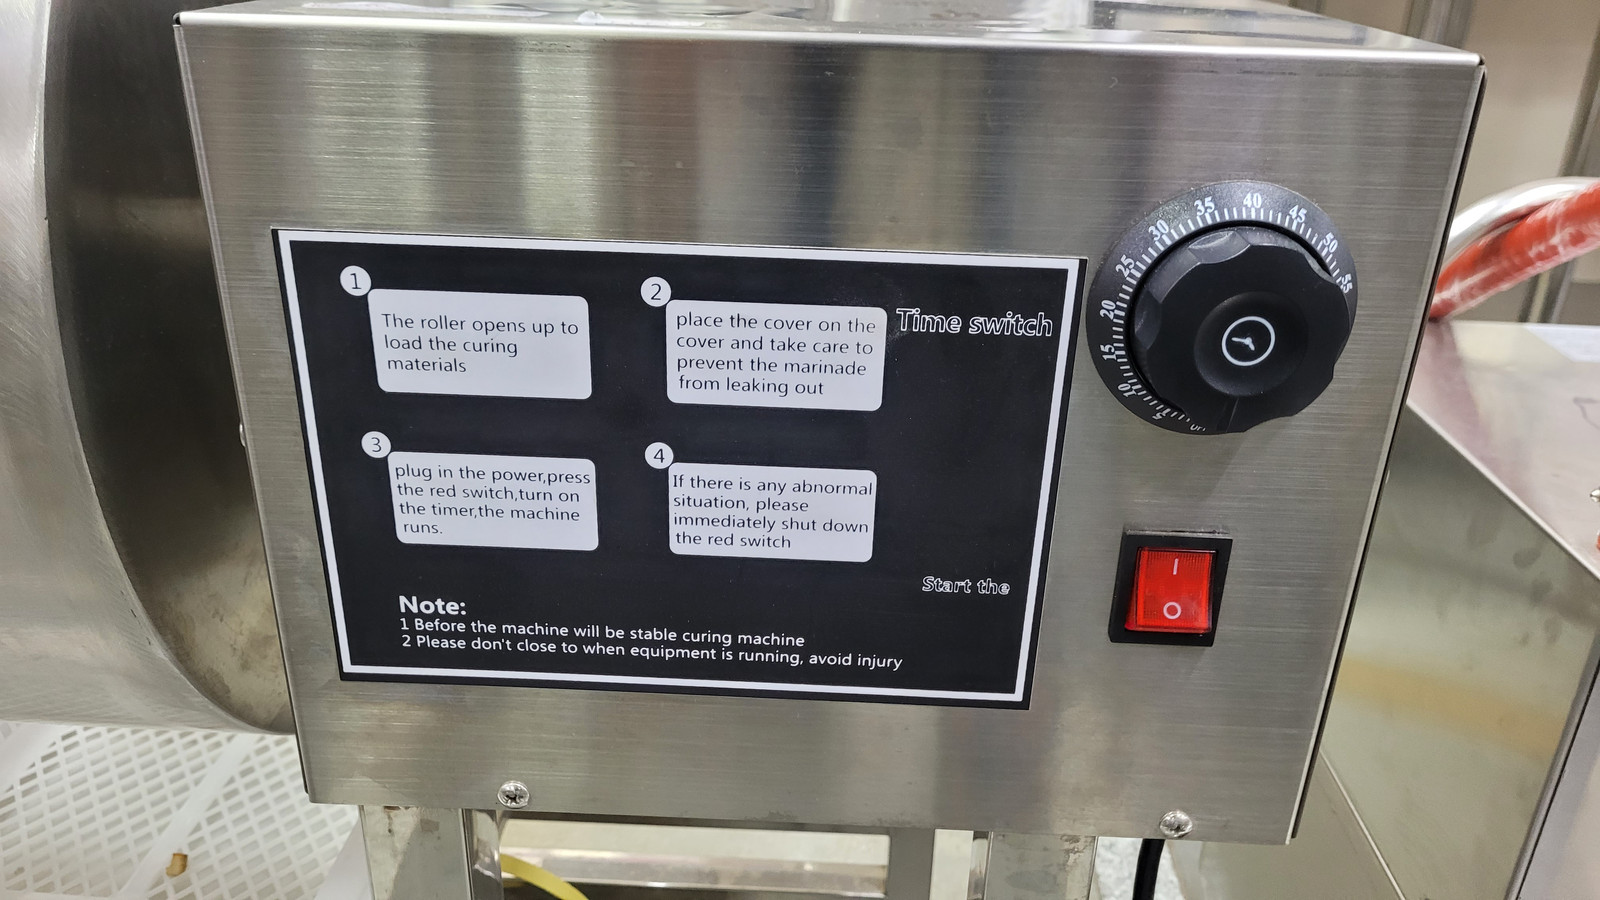 1
The roller opens up to
load the curing
materials
2
place the cover on the
cover and take care to
prevent the marinade
from leaking out
Time switch
3
plug in the power,press
the red switch,turn on
the timer,the machine
runs.
4
If there is any abnormal
situation, please
immediately shut down
the red switch
Start the
Note:
1 Before the machine will be stable curing machine
2 Please don't close to when equipment is running, avoid injury
5
10
15
20
25
30
35
40
45
50
55
I
O